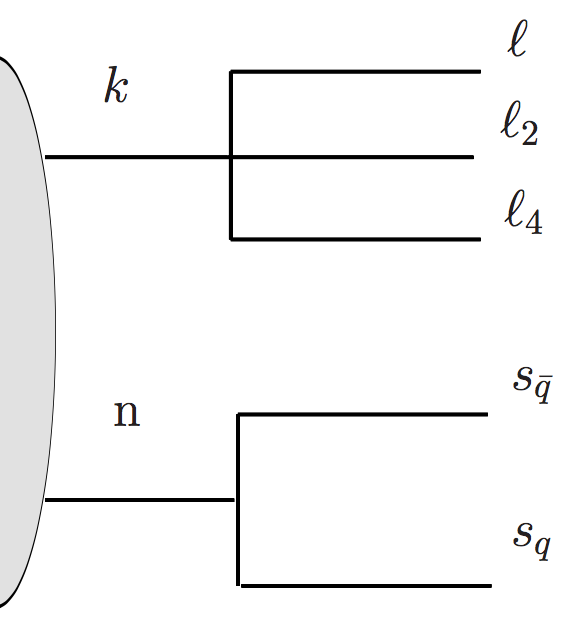 ℓ
k
ℓ₂
ℓ₄
s_q̄
n
s_q